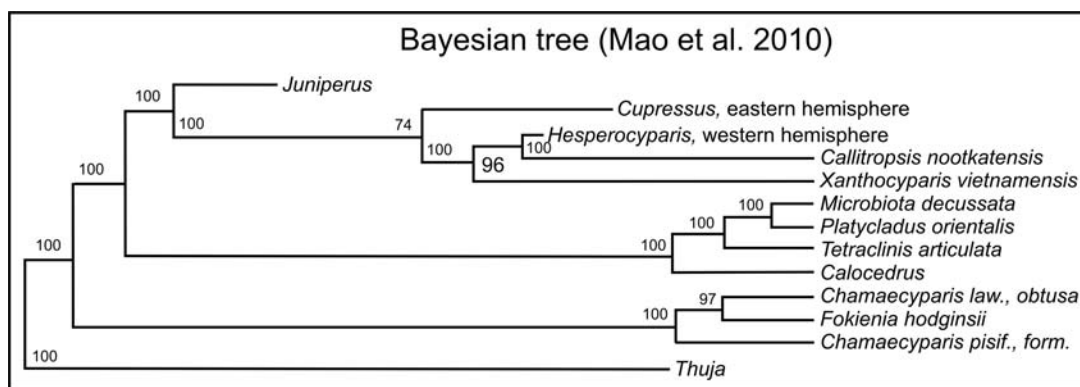 Bayesian tree (Mao et al. 2010)
100
Juniperus
100
74
Cupressus, eastern hemisphere
Hesperocyparis, western hemisphere
100
96
100
Callitropsis nootkatensis
100
Xanthocyparis vietnamensis
100
Microbiota decussata
100
Platycladus orientalis
100
Tetraclinis articulata
100
Calocedrus
100
97
Chamaecyparis law., obtusa
100
Fokienia hodginsii
Chamaecyparis pisif., form.
100
Thuja